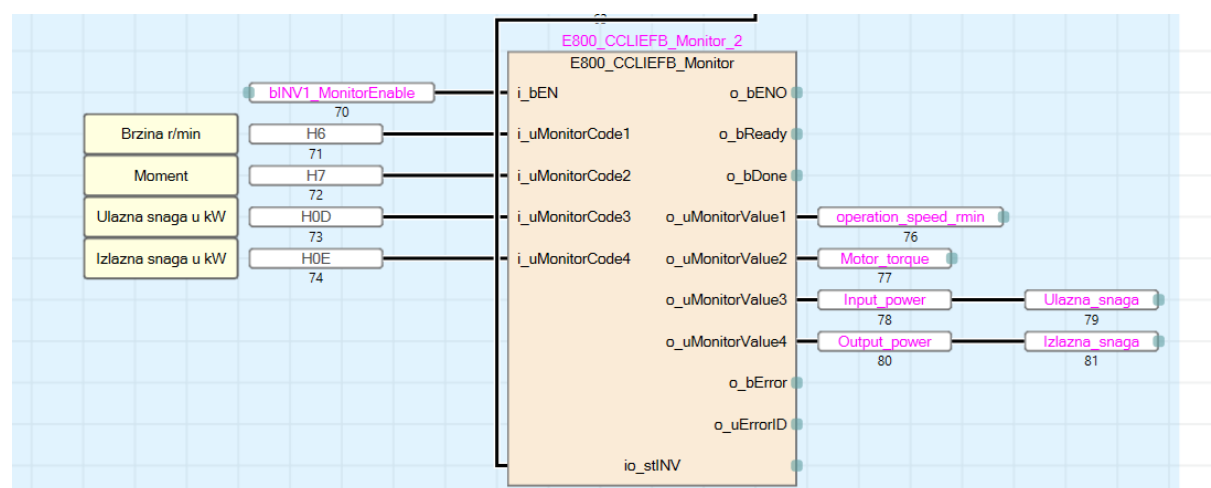 63
E800_CCLIEFB_Monitor_2
E800_CCLIEFB_Monitor
bINV1_MonitorEnable
i_bEN
o_bENO
70
Brzina r/min
H6
i_uMonitorCode1
o_bReady
71
Moment
H7
i_uMonitorCode2
o_bDone
72
Ulazna snaga u kW
H0D
i_uMonitorCode3
o_uMonitorValue1
operation_speed_rmin
73
76
Izlazna snaga u kW
H0E
i_uMonitorCode4
o_uMonitorValue2
Motor_torque
74
77
o_uMonitorValue3
Input_power
Ulazna_snaga
78
79
o_uMonitorValue4
Output_power
Izlazna_snaga
80
81
o_bError
o_uErrorID
io_stINV